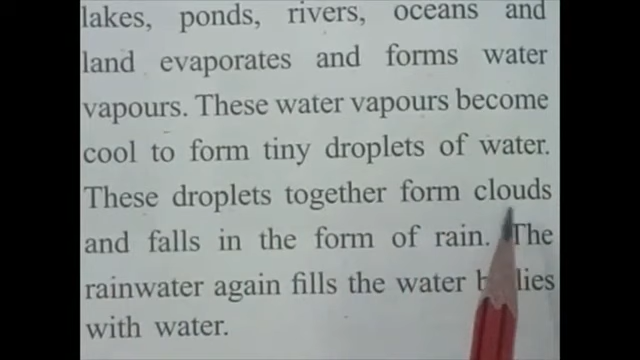 lakes, ponds, rivers, oceans and
land evaporates and forms water
vapours. These water vapours become
cool to form tiny droplets of water.
These droplets together form clouds
and falls in the form of rain. The
rainwater again fills the water bodies
with water.